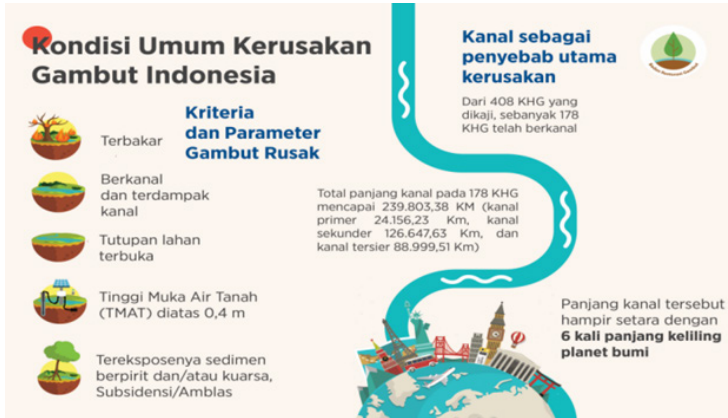 Kondisi Umum Kerusakan
Gambut Indonesia
Kriteria
dan Parameter
Gambut Rusak
Terbakar
Berkanal
dan terdampak
kanal
Tutupan lahan
terbuka
Tinggi Muka Air Tanah
(TMAT) diatas 0,4 m
Tereksposenya sedimen
berpirit dan/atau kuarsa,
Subsidensi/Amblas
Kanal sebagai
penyebab utama
kerusakan
Dari 408 KHG yang
dikaji, sebanyak 178
KHG telah berkanal
Total panjang kanal pada 178 KHG
mencapai 239.803,38 KM (kanal
primer 24.156,23 Km, kanal
sekunder 126.647,63 Km, dan
kanal tersier 88.999,51 Km)
Panjang kanal tersebut
hampir setara dengan
6 kali panjang keliling
planet bumi
Badan Restorasi Gambut